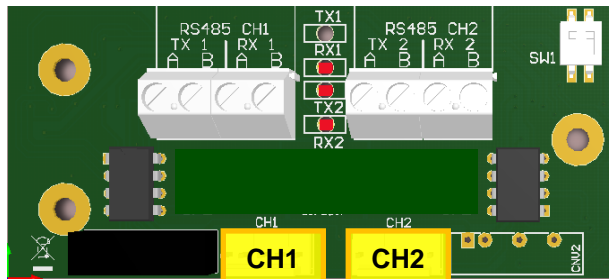 TX1
RS485 CH1
RS485 CH2
TX 1 RX 1
RX1
TX 2 RX 2
A B A B
A B A B
SW1
TX2
RX2
CH1
CH2
CH1
CH2
CNU2